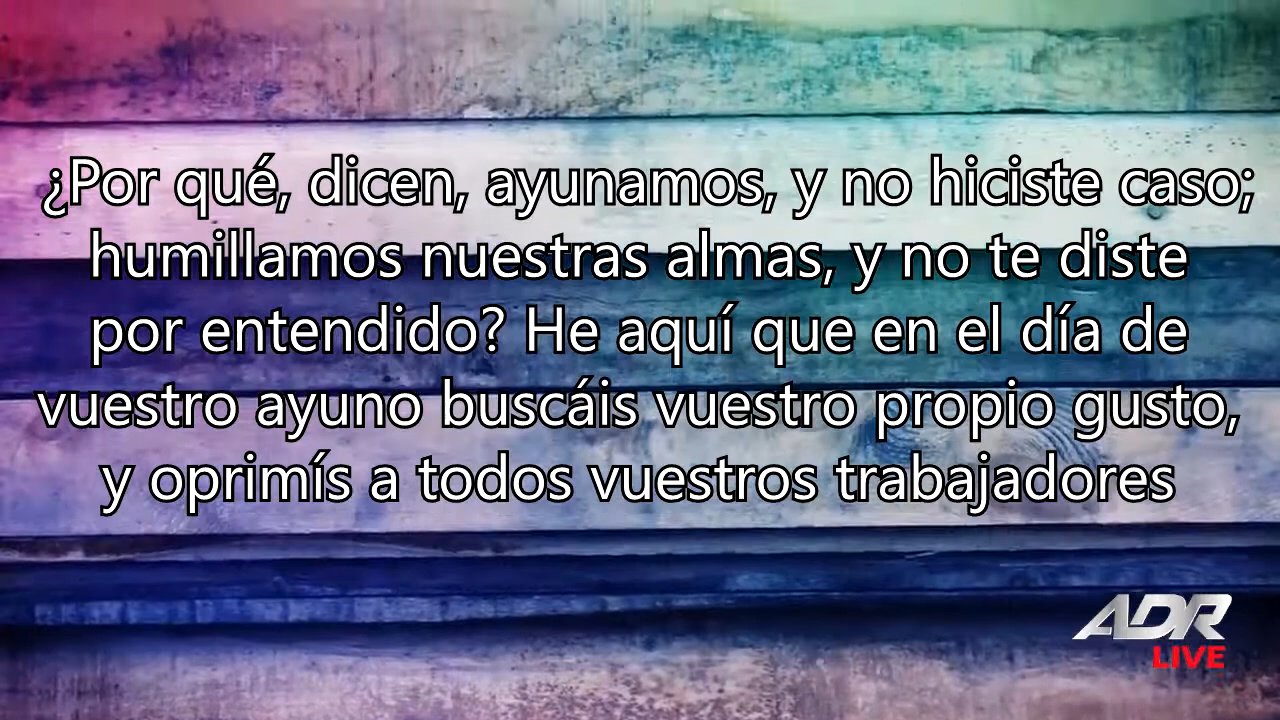 ¿Por qué, dicen, ayunamos, y no hiciste caso;
humillamos nuestras almas, y no te diste
por entendido? He aquí que en el día de
vuestro ayuno buscáis vuestro propio gusto,
y oprimís a todos vuestros trabajadores
ADR
LIVE